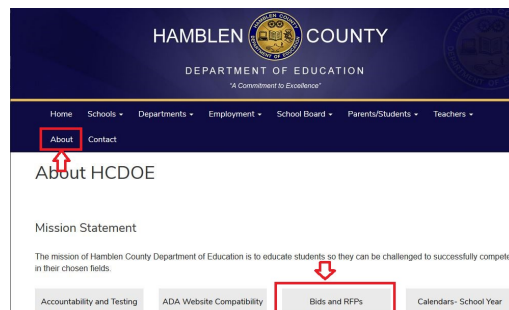 HAMBLEN COUNTY
DEPARTMENT OF EDUCATION
"A Commitment to Excellence"
Home Schools Departments Employment School Board Parents/Students Teachers
About Contact
About HCDOE
Mission Statement
The mission of Hamblen County Department of Education is to educate students so they can be challenged to successfully compete
in their chosen fields.
Accountability and Testing ADA Website Compatibility Bids and RFPs Calendars- School Year